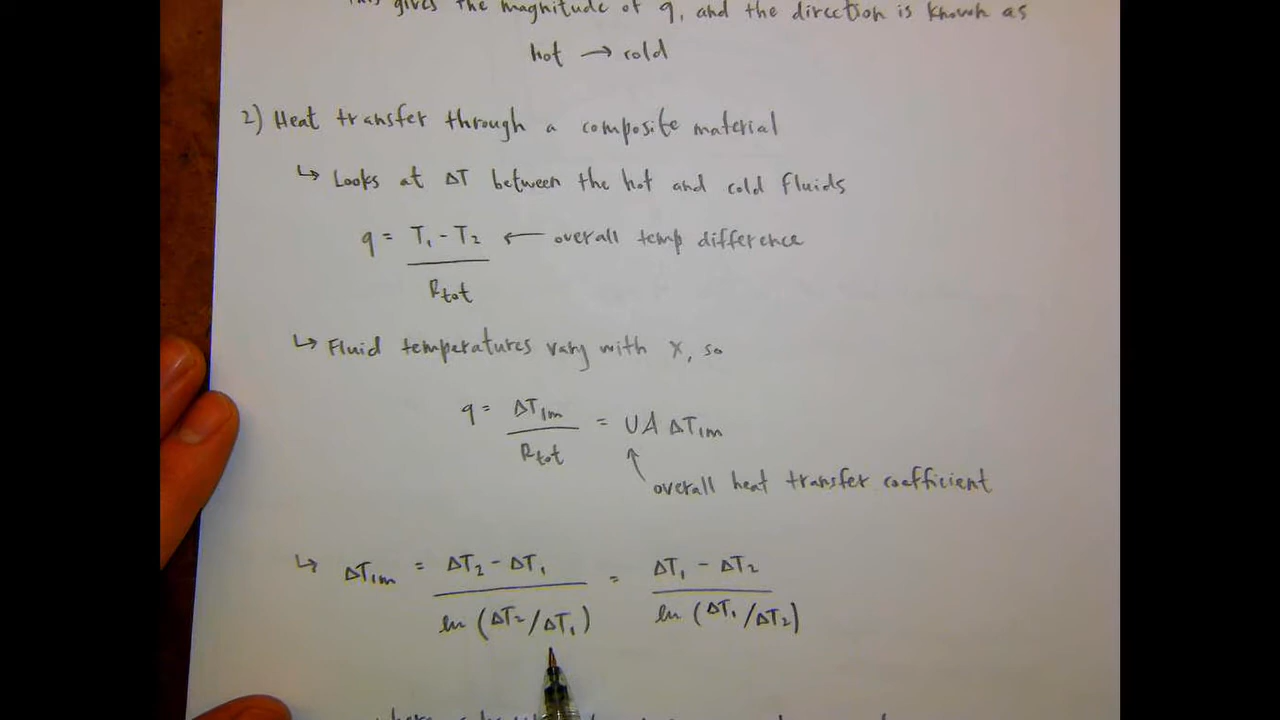 This gives the magnitude of q, and the direction is known as
hot → cold
2) Heat transfer through a composite material
↳ Looks at ΔT between the hot and cold fluids
q = T₁ - T₂ / Rtot ← overall temp difference
↳ Fluid temperatures vary with x, so
q = ΔTlm / Rtot = UA ΔTlm
↑ overall heat transfer coefficient
↳ ΔTlm = ΔT₂ - ΔT₁ / ln (ΔT₂/ΔT₁) = ΔT₁ - ΔT₂ / ln (ΔT₁/ΔT₂)